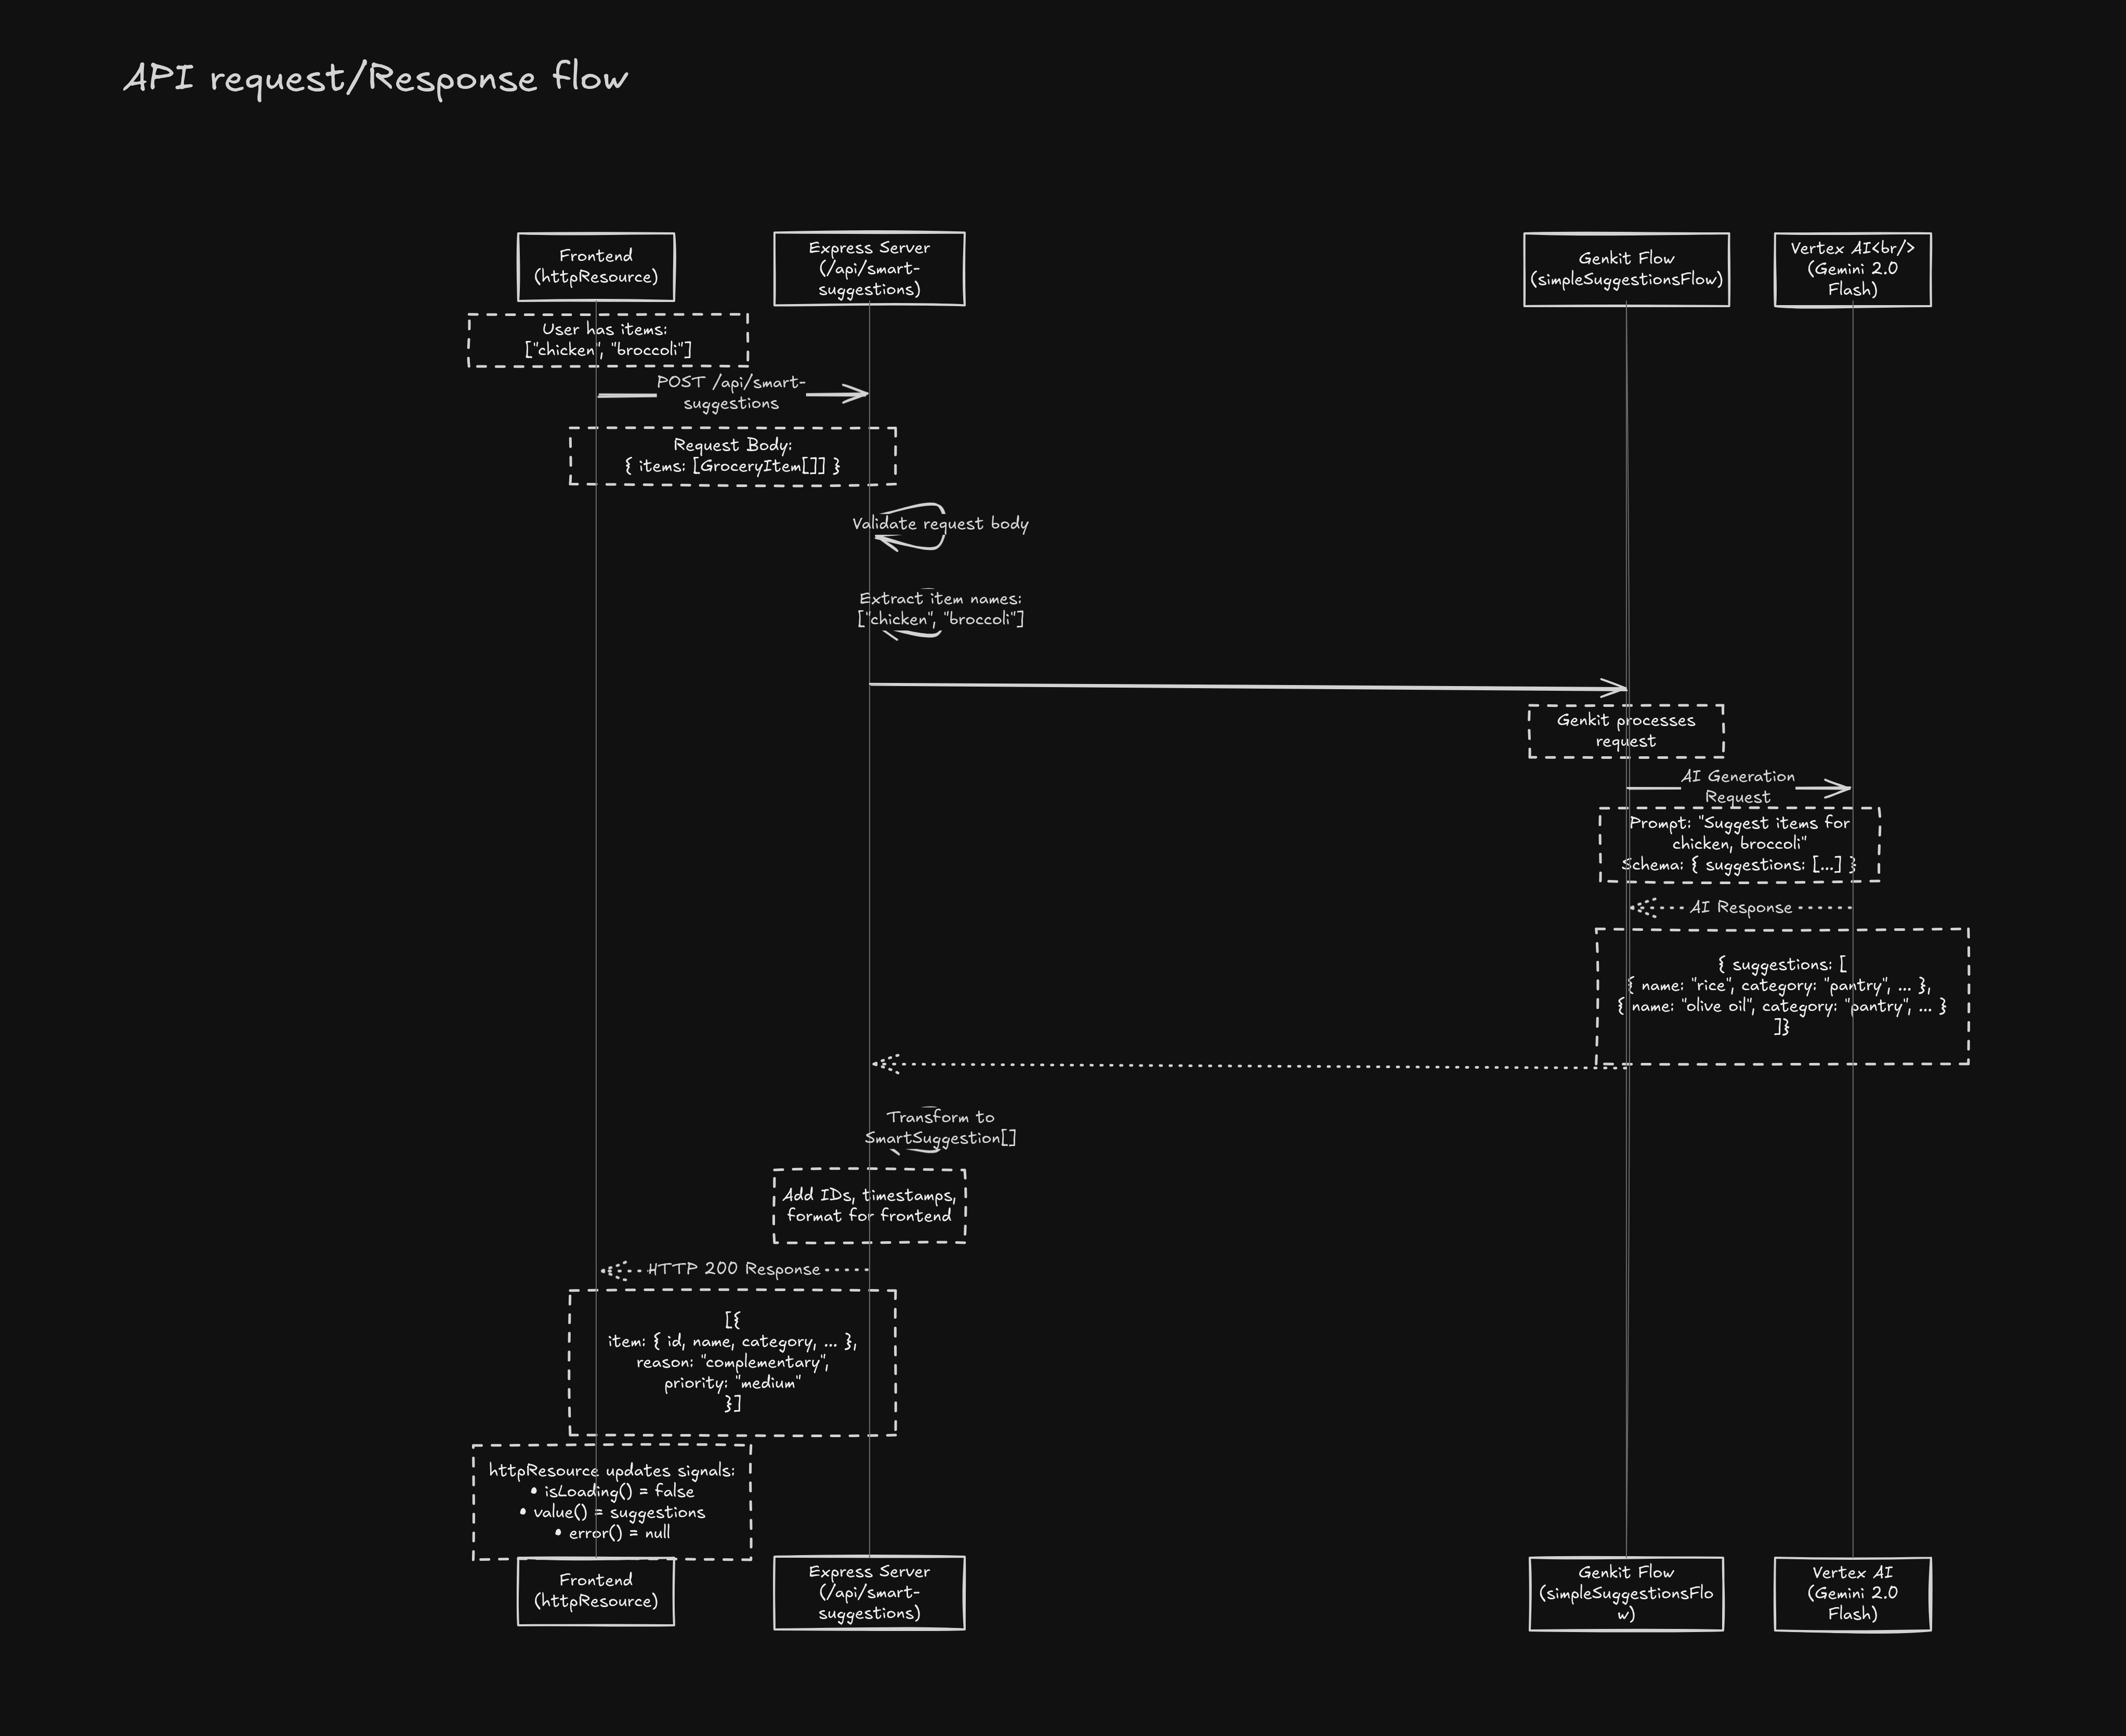 API request/Response flow
Frontend
(httpResource)
Express Server
(/api/smart-
suggestions)
Genkit Flow
(simpleSuggestionsFlow)
Vertex AI<br/>
(Gemini 2.0
Flash)
User has items:
["chicken", "broccoli"]
POST /api/smart-
suggestions
Request Body:
{ items: [GroceryItem[]] }
Validate request body
Extract item names:
["chicken", "broccoli"]
Genkit processes
request
AI Generation
Request
Prompt: "Suggest items for
chicken, broccoli"
Schema: { suggestions: [...] }
AI Response
{ suggestions: [
{ name: "rice", category: "pantry", ... },
{ name: "olive oil", category: "pantry", ... }
]}
Transform to
SmartSuggestion[]
Add IDs, timestamps,
format for frontend
HTTP 200 Response
[{
item: { id, name, category, ... },
reason: "complementary",
priority: "medium"
}]
httpResource updates signals:
• isLoading() = false
• value() = suggestions
• error() = null
Frontend
(httpResource)
Express Server
(/api/smart-
suggestions)
Genkit Flow
(simpleSuggestionsFlo
w)
Vertex AI
(Gemini 2.0
Flash)